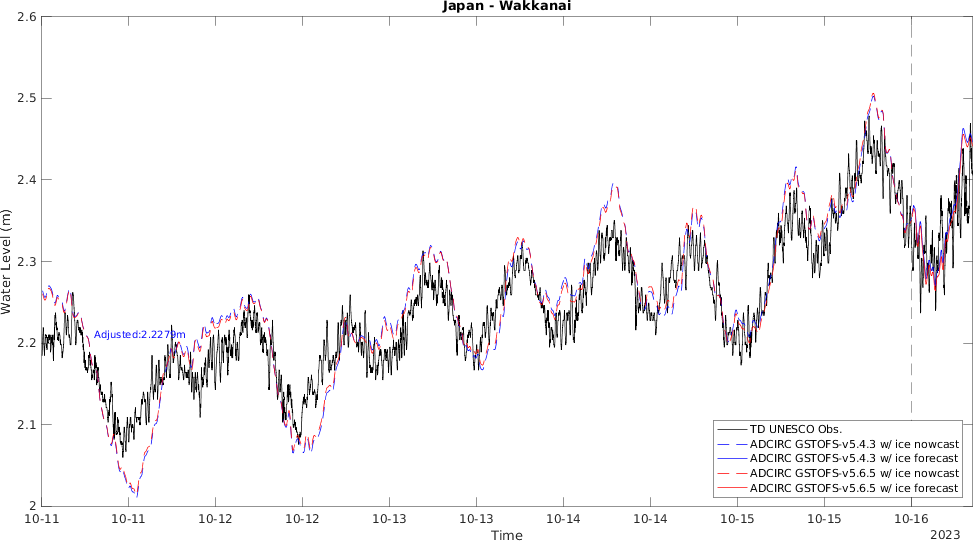 Japan - Wakkanai
2.6
2.5
2.4
2.3
2.2
2.1
2
Water Level (m)
Adjusted:2.2279m
TD UNESCO Obs.
ADCIRC GSTOFS-v5.4.3 w/ ice nowcast
ADCIRC GSTOFS-v5.4.3 w/ ice forecast
ADCIRC GSTOFS-v5.6.5 w/ ice nowcast
ADCIRC GSTOFS-v5.6.5 w/ ice forecast
10-11 10-11 10-12 10-12 10-13 10-13 10-14 10-14 10-15 10-15 10-16
Time
2023